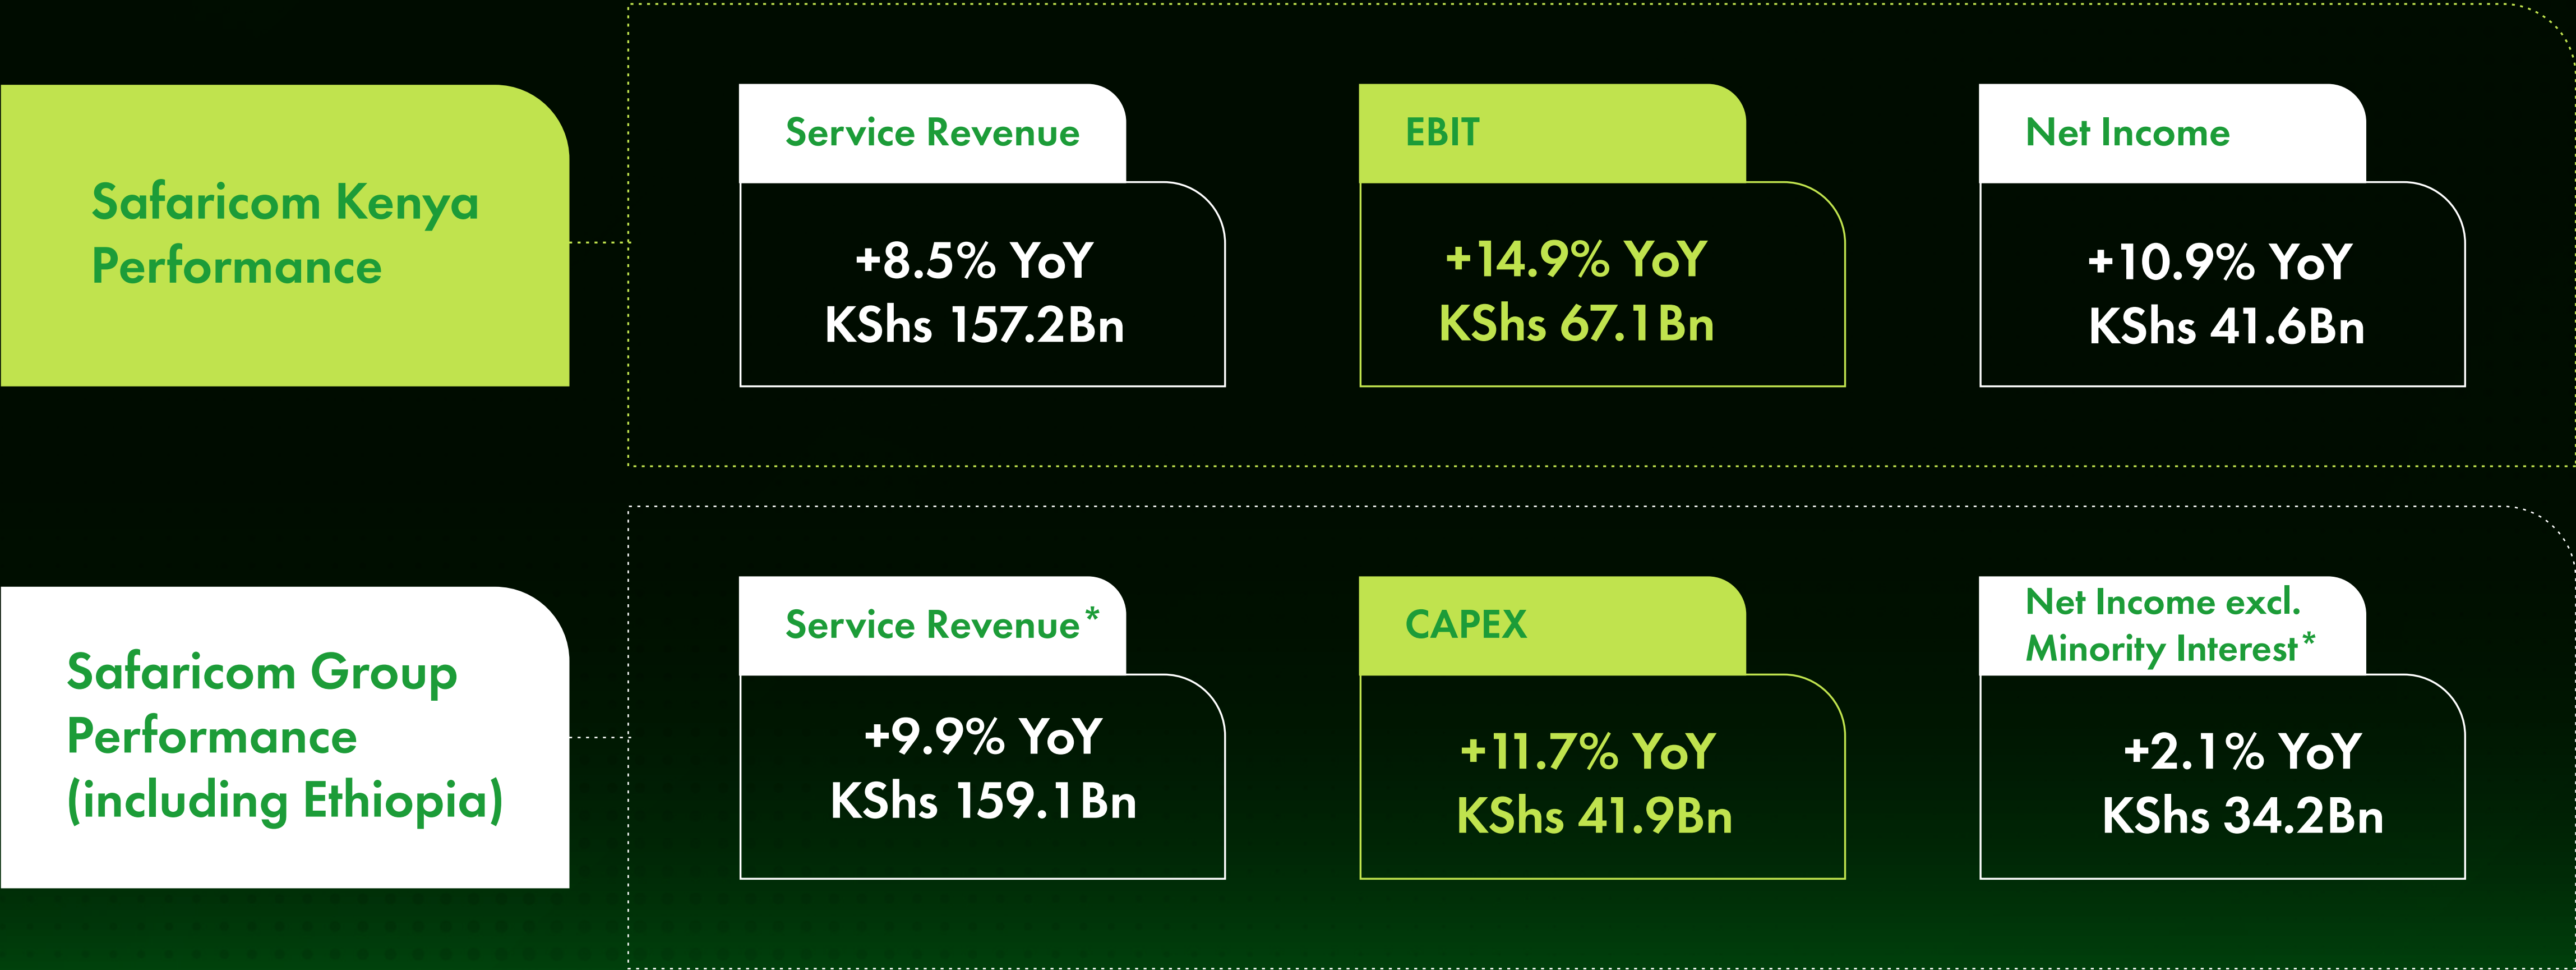 Safaricom Kenya
Performance
Service Revenue
+8.5% YoY
KShs 157.2Bn
EBIT
+14.9% YoY
KShs 67.1Bn
Net Income
+10.9% YoY
KShs 41.6Bn
Safaricom Group
Performance
(including Ethiopia)
Service Revenue*
+9.9% YoY
KShs 159.1Bn
CAPEX
+11.7% YoY
KShs 41.9Bn
Net Income excl.
Minority Interest*
+2.1% YoY
KShs 34.2Bn